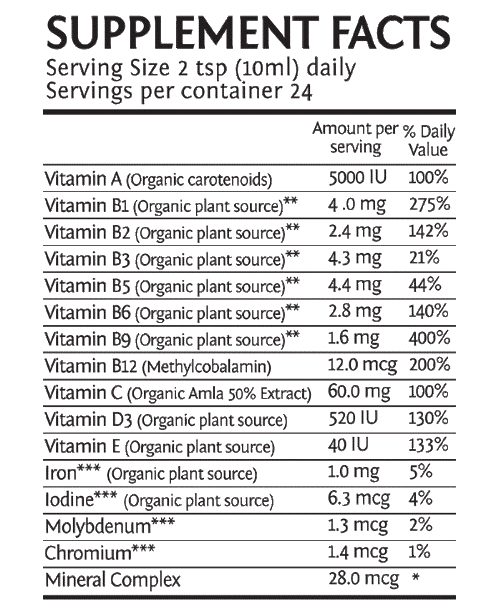 SUPPLEMENT FACTS
Serving Size 2 tsp (10ml) daily
Servings per container 24
Amount per serving % Daily Value
Vitamin A (Organic carotenoids) 5000 IU 100%
Vitamin B1 (Organic plant source)** 4.0 mg 275%
Vitamin B2 (Organic plant source)** 2.4 mg 142%
Vitamin B3 (Organic plant source)** 4.3 mg 21%
Vitamin B5 (Organic plant source)** 4.4 mg 44%
Vitamin B6 (Organic plant source)** 2.8 mg 140%
Vitamin B9 (Organic plant source)** 1.6 mg 400%
Vitamin B12 (Methylcobalamin) 12.0 mcg 200%
Vitamin C (Organic Amla 50% Extract) 60.0 mg 100%
Vitamin D3 (Organic plant source) 520 IU 130%
Vitamin E (Organic plant source) 40 IU 133%
Iron*** (Organic plant source) 1.0 mg 5%
Iodine*** (Organic plant source) 6.3 mcg 4%
Molybdenum*** 1.3 mcg 2%
Chromium*** 1.4 mcg 1%
Mineral Complex 28.0 mcg *